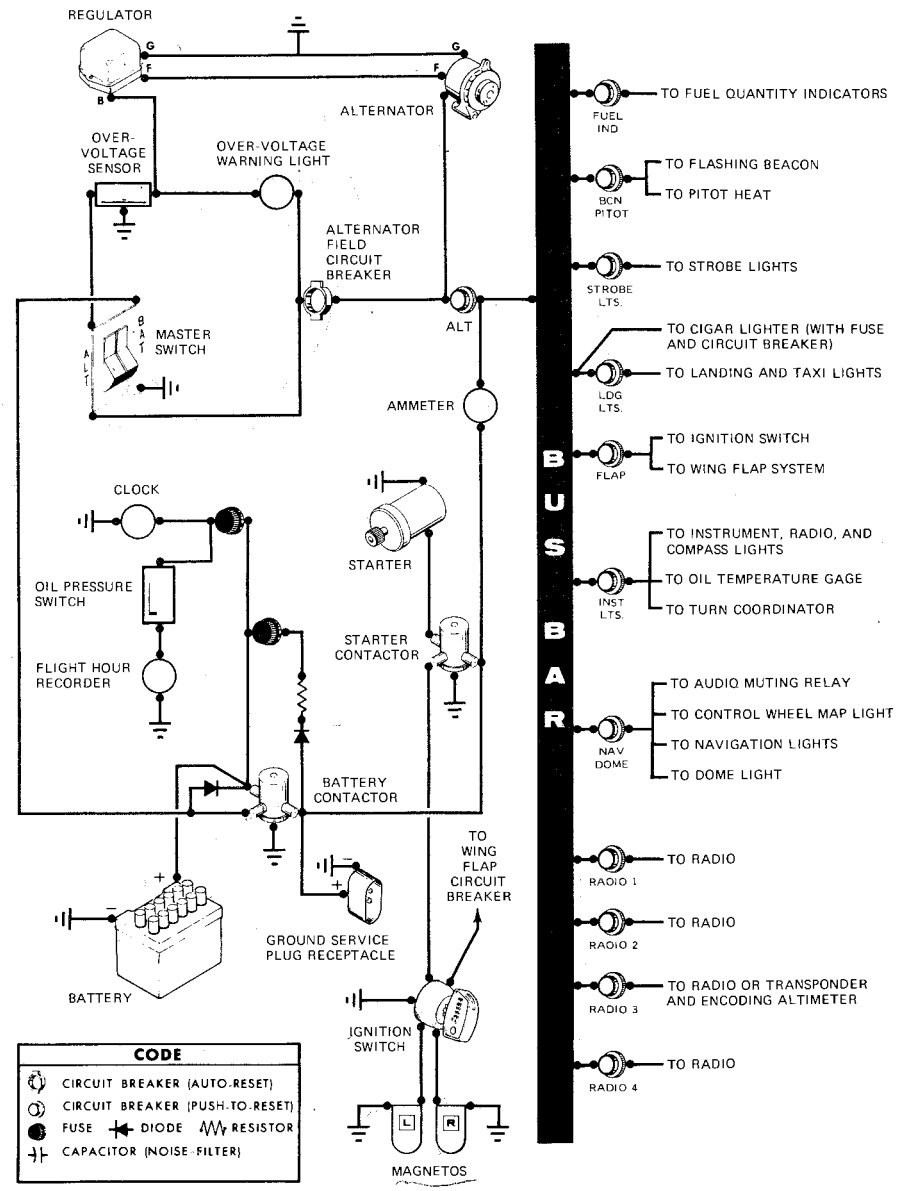 REGULATOR
G
F
B
G
F
ALTERNATOR
OVER-
VOLTAGE
SENSOR
OVER-VOLTAGE
WARNING LIGHT
ALTERNATOR
FIELD
CIRCUIT
BREAKER
ALT
BAT
ALT
MASTER
SWITCH
AMMETER
CLOCK
OIL PRESSURE
SWITCH
FLIGHT HOUR
RECORDER
STARTER
STARTER
CONTACTOR
BATTERY
CONTACTOR
+
−
BATTERY
−
+
GROUND SERVICE
PLUG RECEPTACLE
TO
WING
FLAP
CIRCUIT
BREAKER
IGNITION
SWITCH
L
R
MAGNETOS
BUS BAR
FUEL
IND
TO FUEL QUANTITY INDICATORS
BCN
PITOT
TO FLASHING BEACON
TO PITOT HEAT
STROBE
LTS.
TO STROBE LIGHTS
TO CIGAR LIGHTER (WITH FUSE
AND CIRCUIT BREAKER)
LDG
LTS.
TO LANDING AND TAXI LIGHTS
FLAP
TO IGNITION SWITCH
TO WING FLAP SYSTEM
INST
LTS.
TO INSTRUMENT, RADIO, AND
COMPASS LIGHTS
TO OIL TEMPERATURE GAGE
TO TURN COORDINATOR
NAV
DOME
TO AUDIO MUTING RELAY
TO CONTROL WHEEL MAP LIGHT
TO NAVIGATION LIGHTS
TO DOME LIGHT
RADIO 1
TO RADIO
RADIO 2
TO RADIO
RADIO 3
TO RADIO OR TRANSPONDER
AND ENCODING ALTIMETER
RADIO 4
TO RADIO
CODE
CIRCUIT BREAKER (AUTO-RESET)
CIRCUIT BREAKER (PUSH-TO-RESET)
FUSE DIODE RESISTOR
CAPACITOR (NOISE-FILTER)